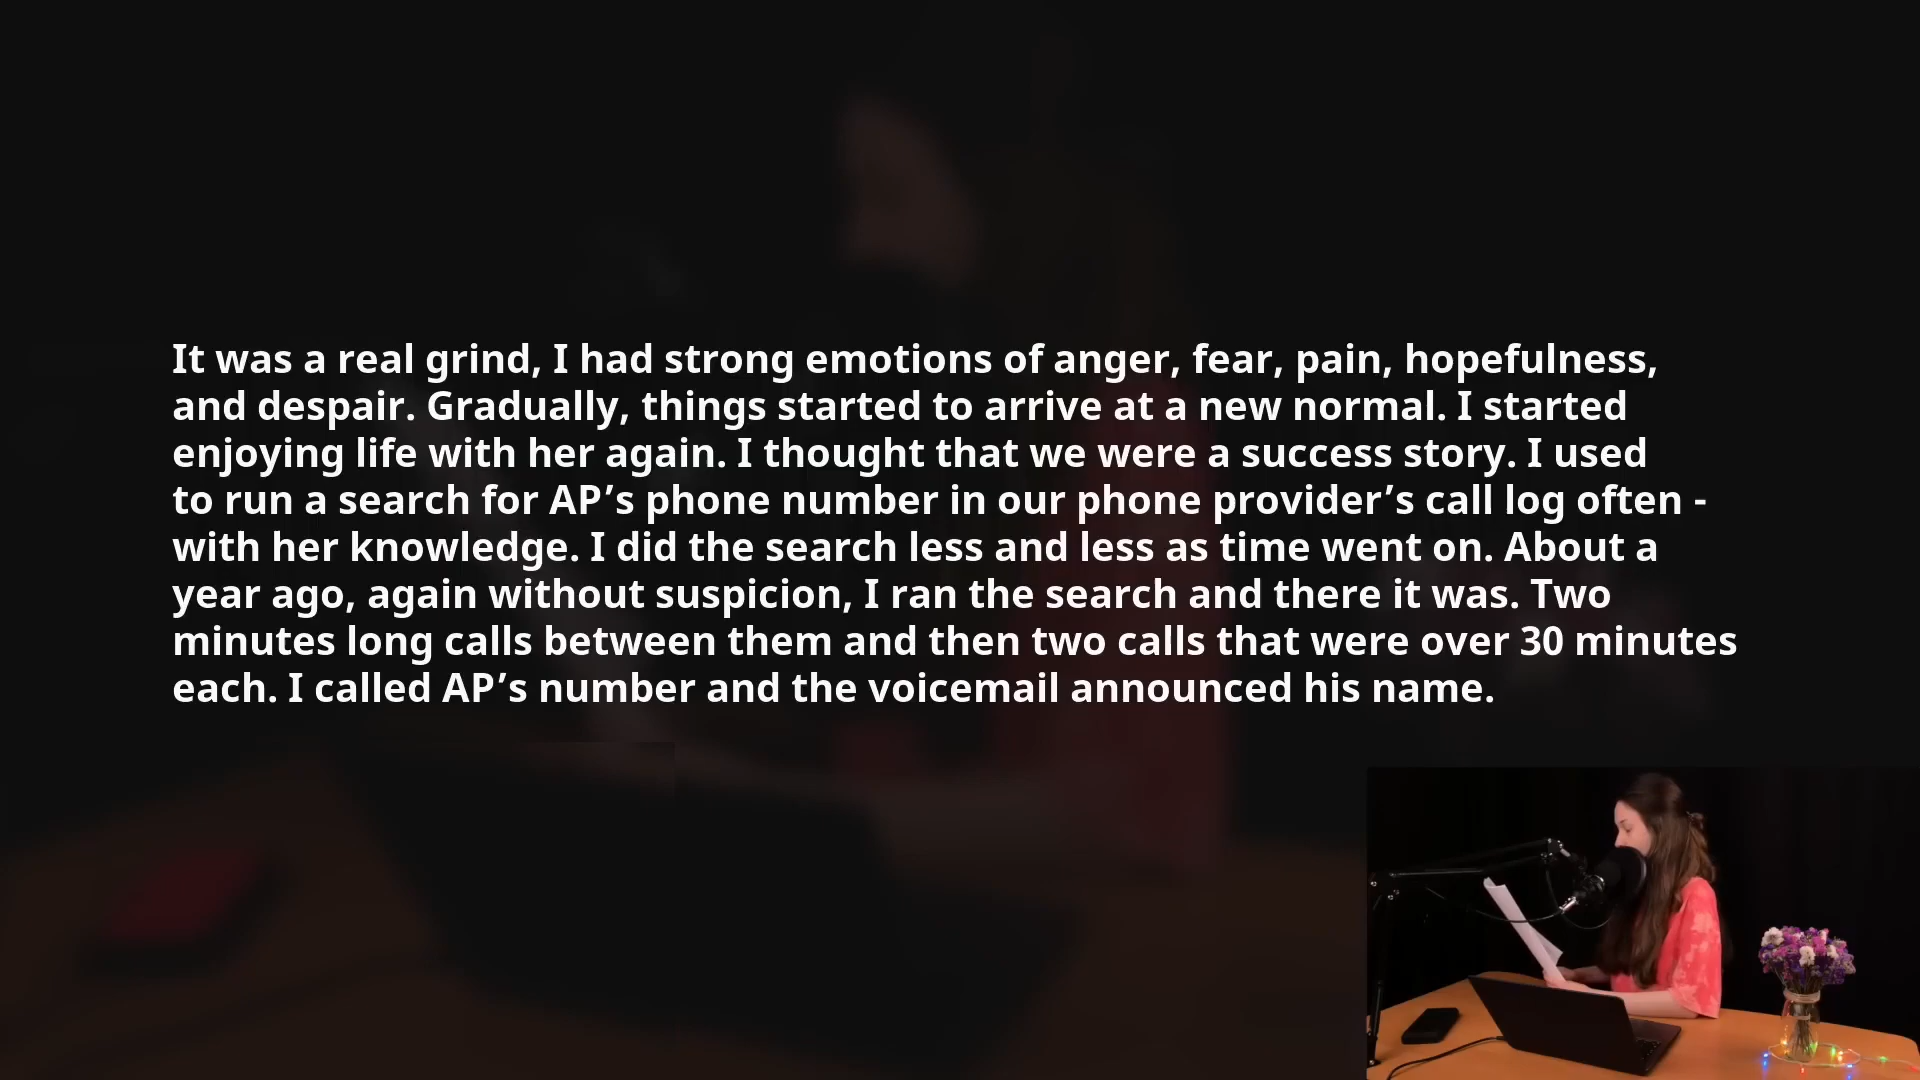 It was a real grind, I had strong emotions of anger, fear, pain, hopefulness,
and despair. Gradually, things started to arrive at a new normal. I started
enjoying life with her again. I thought that we were a success story. I used
to run a search for AP’s phone number in our phone provider’s call log often -
with her knowledge. I did the search less and less as time went on. About a
year ago, again without suspicion, I ran the search and there it was. Two
minutes long calls between them and then two calls that were over 30 minutes
each. I called AP’s number and the voicemail announced his name.